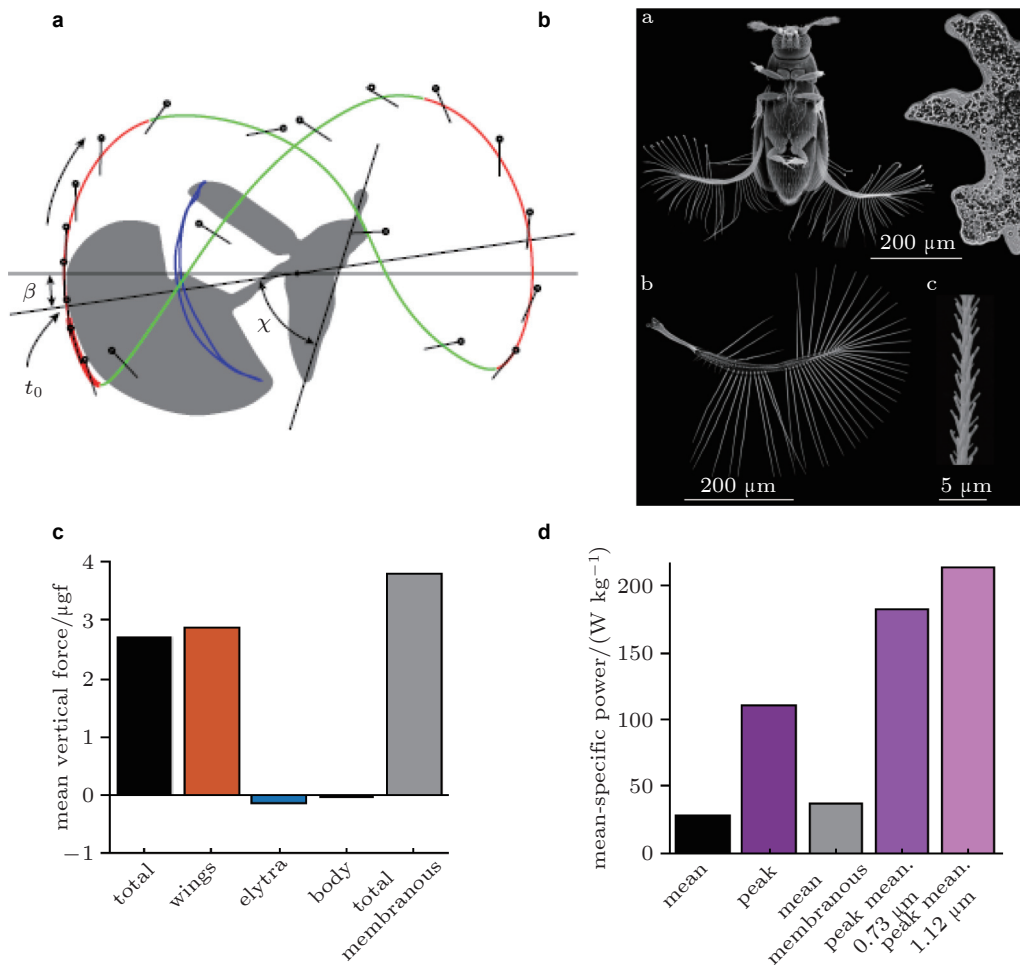 a
β
t₀
χ
b
a
200 µm
b
200 µm
c
5 µm
c
mean vertical force/µgf
4
3
2
1
0
−1
total
wings
elytra
body
total
membranous
d
mean-specific power/(W kg⁻¹)
200
150
100
50
0
mean
peak
mean
membranous
peak mean.
0.73 µm
peak mean.
1.12 µm